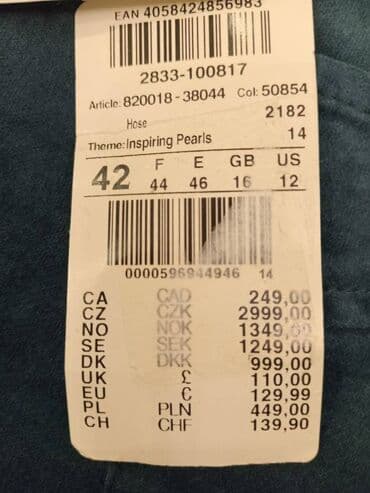 EAN 4058424856983
2833-100817
Article: 820018-38044 Col: 50854
Hose 2182
Theme: Inspiring Pearls 14
42 F E GB US
44 46 16 12
0000596944946 14
CA CAD 249,00
CZ CZK 2999,00
NO NOK 1349,00
SE SEK 1249,00
DK DKK 999,00
UK £ 110,00
EU € 129,99
PL PLN 449,00
CH CHF 139,90